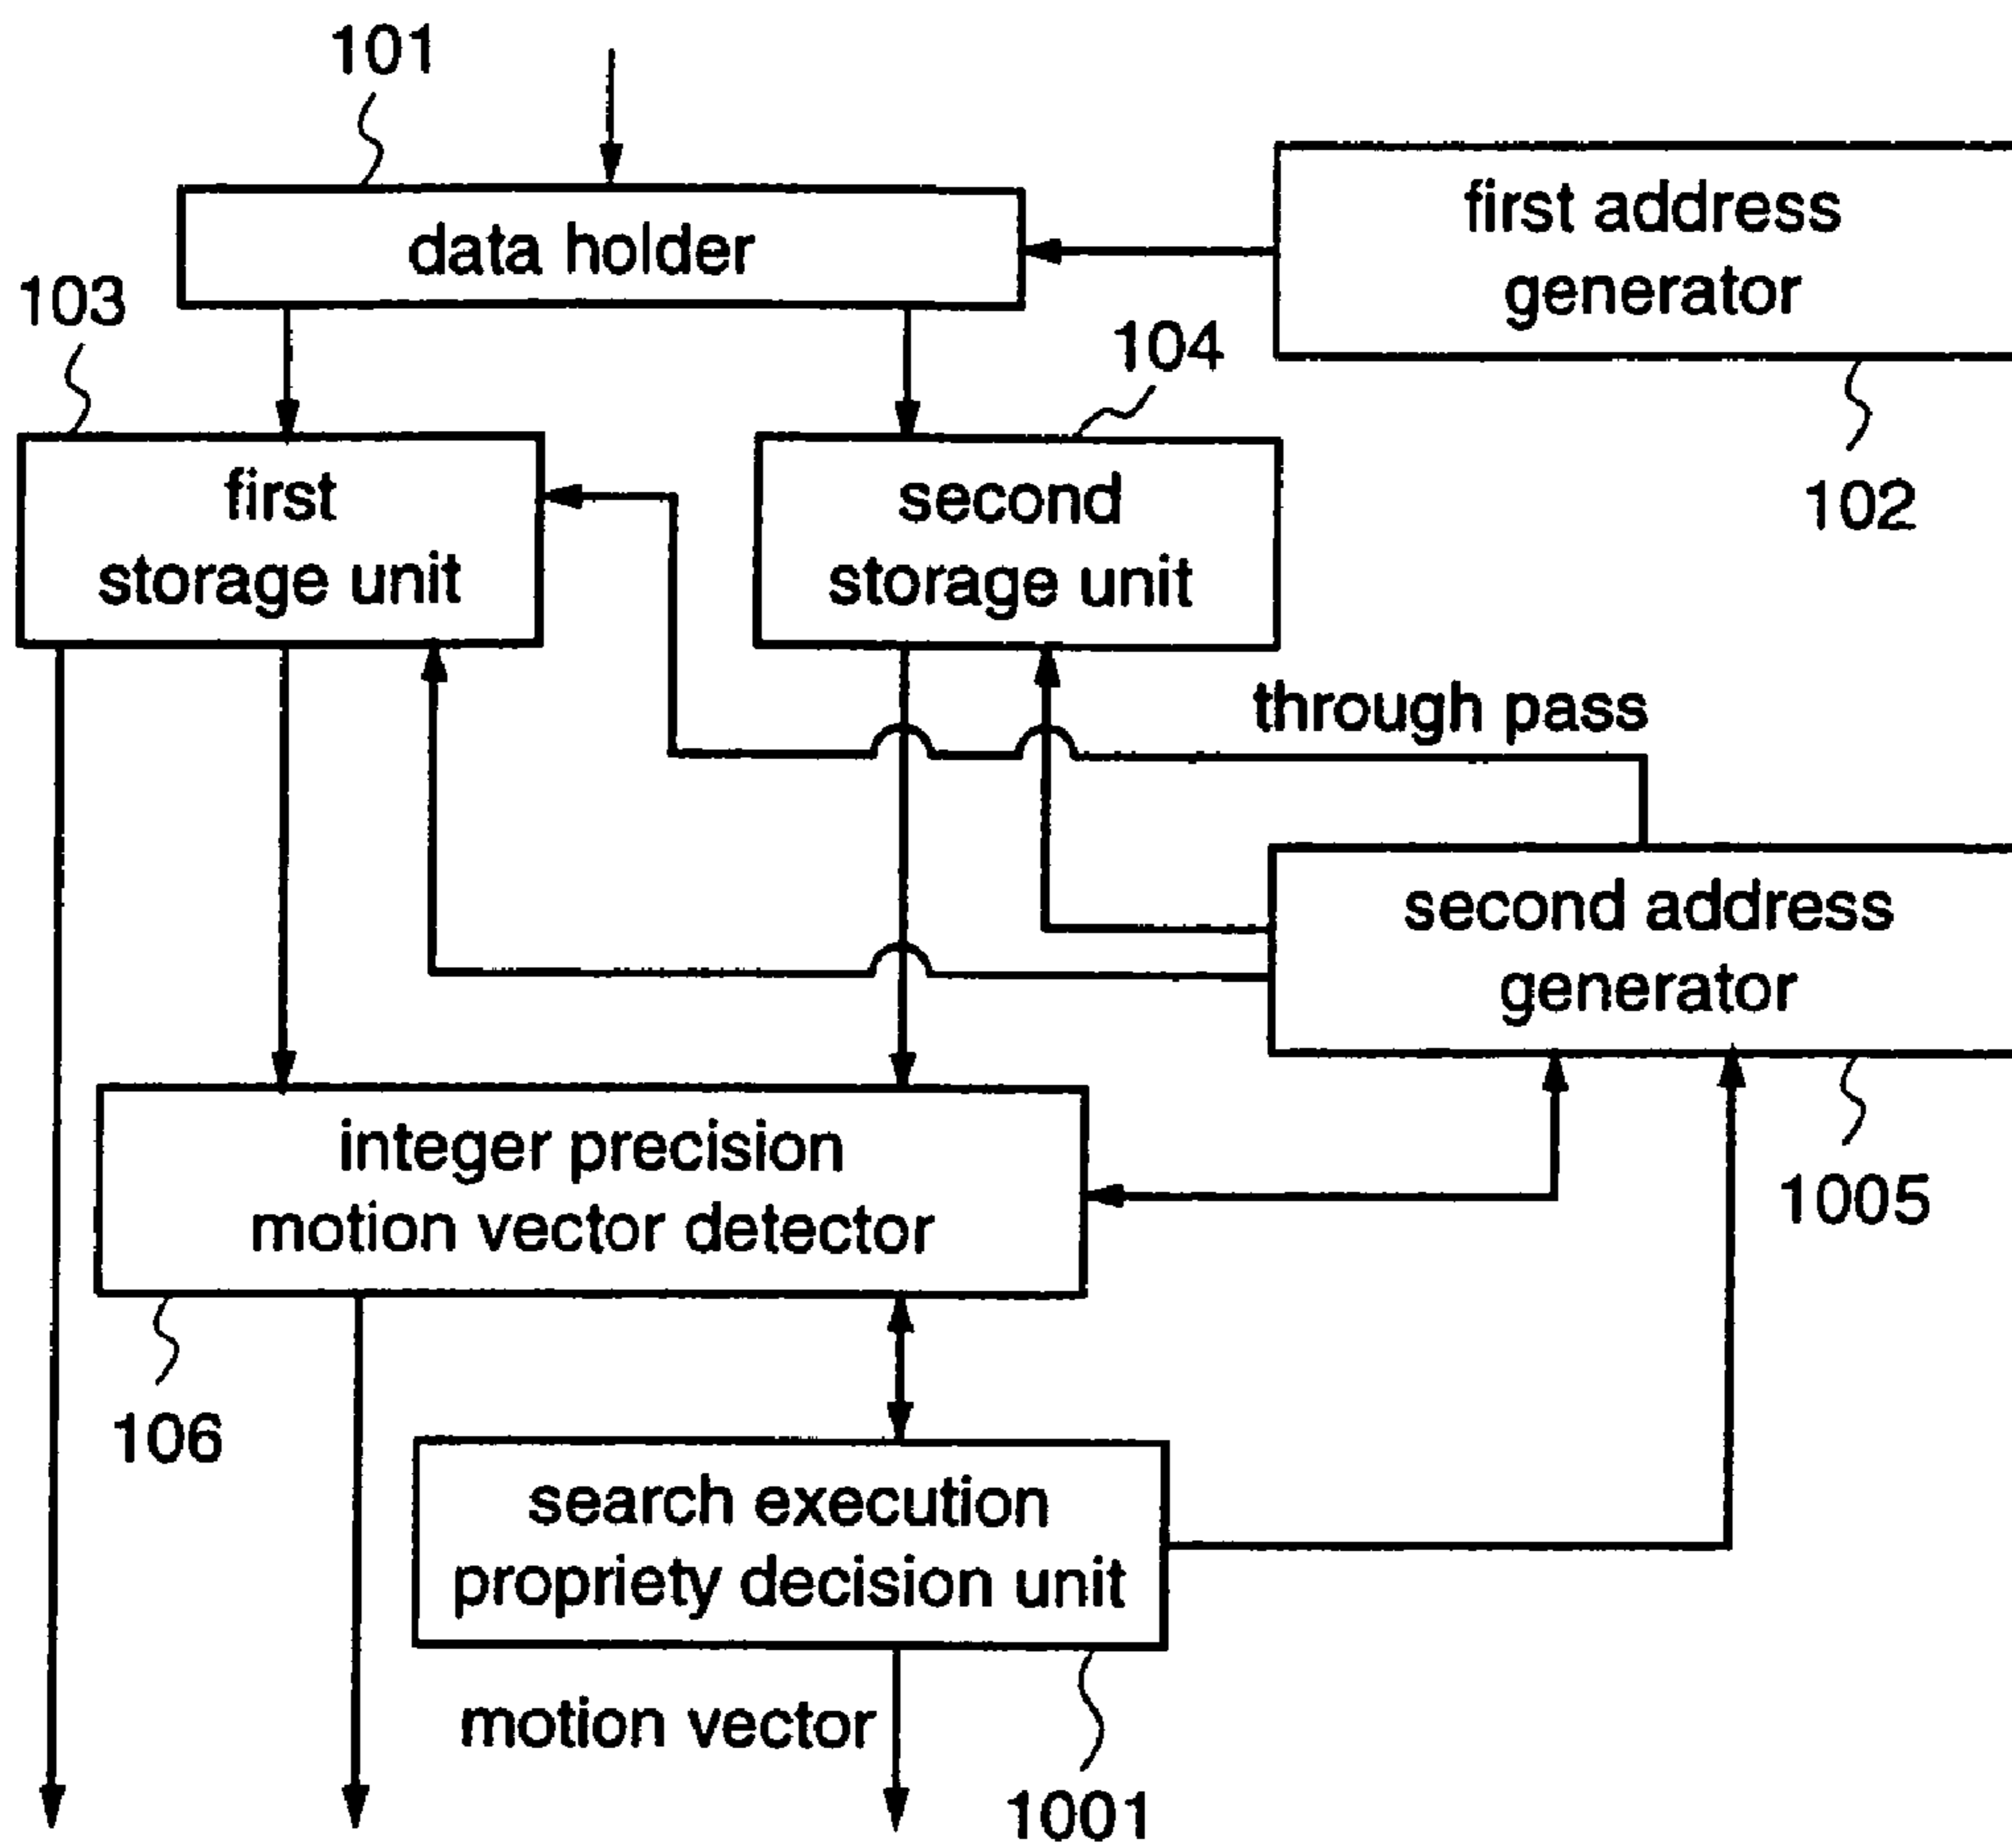 101
data holder
first address
generator
103
104
102
first
storage unit
second
storage unit
through pass
second address
generator
integer precision
motion vector detector
1005
106
search execution
propriety decision unit
motion vector
1001